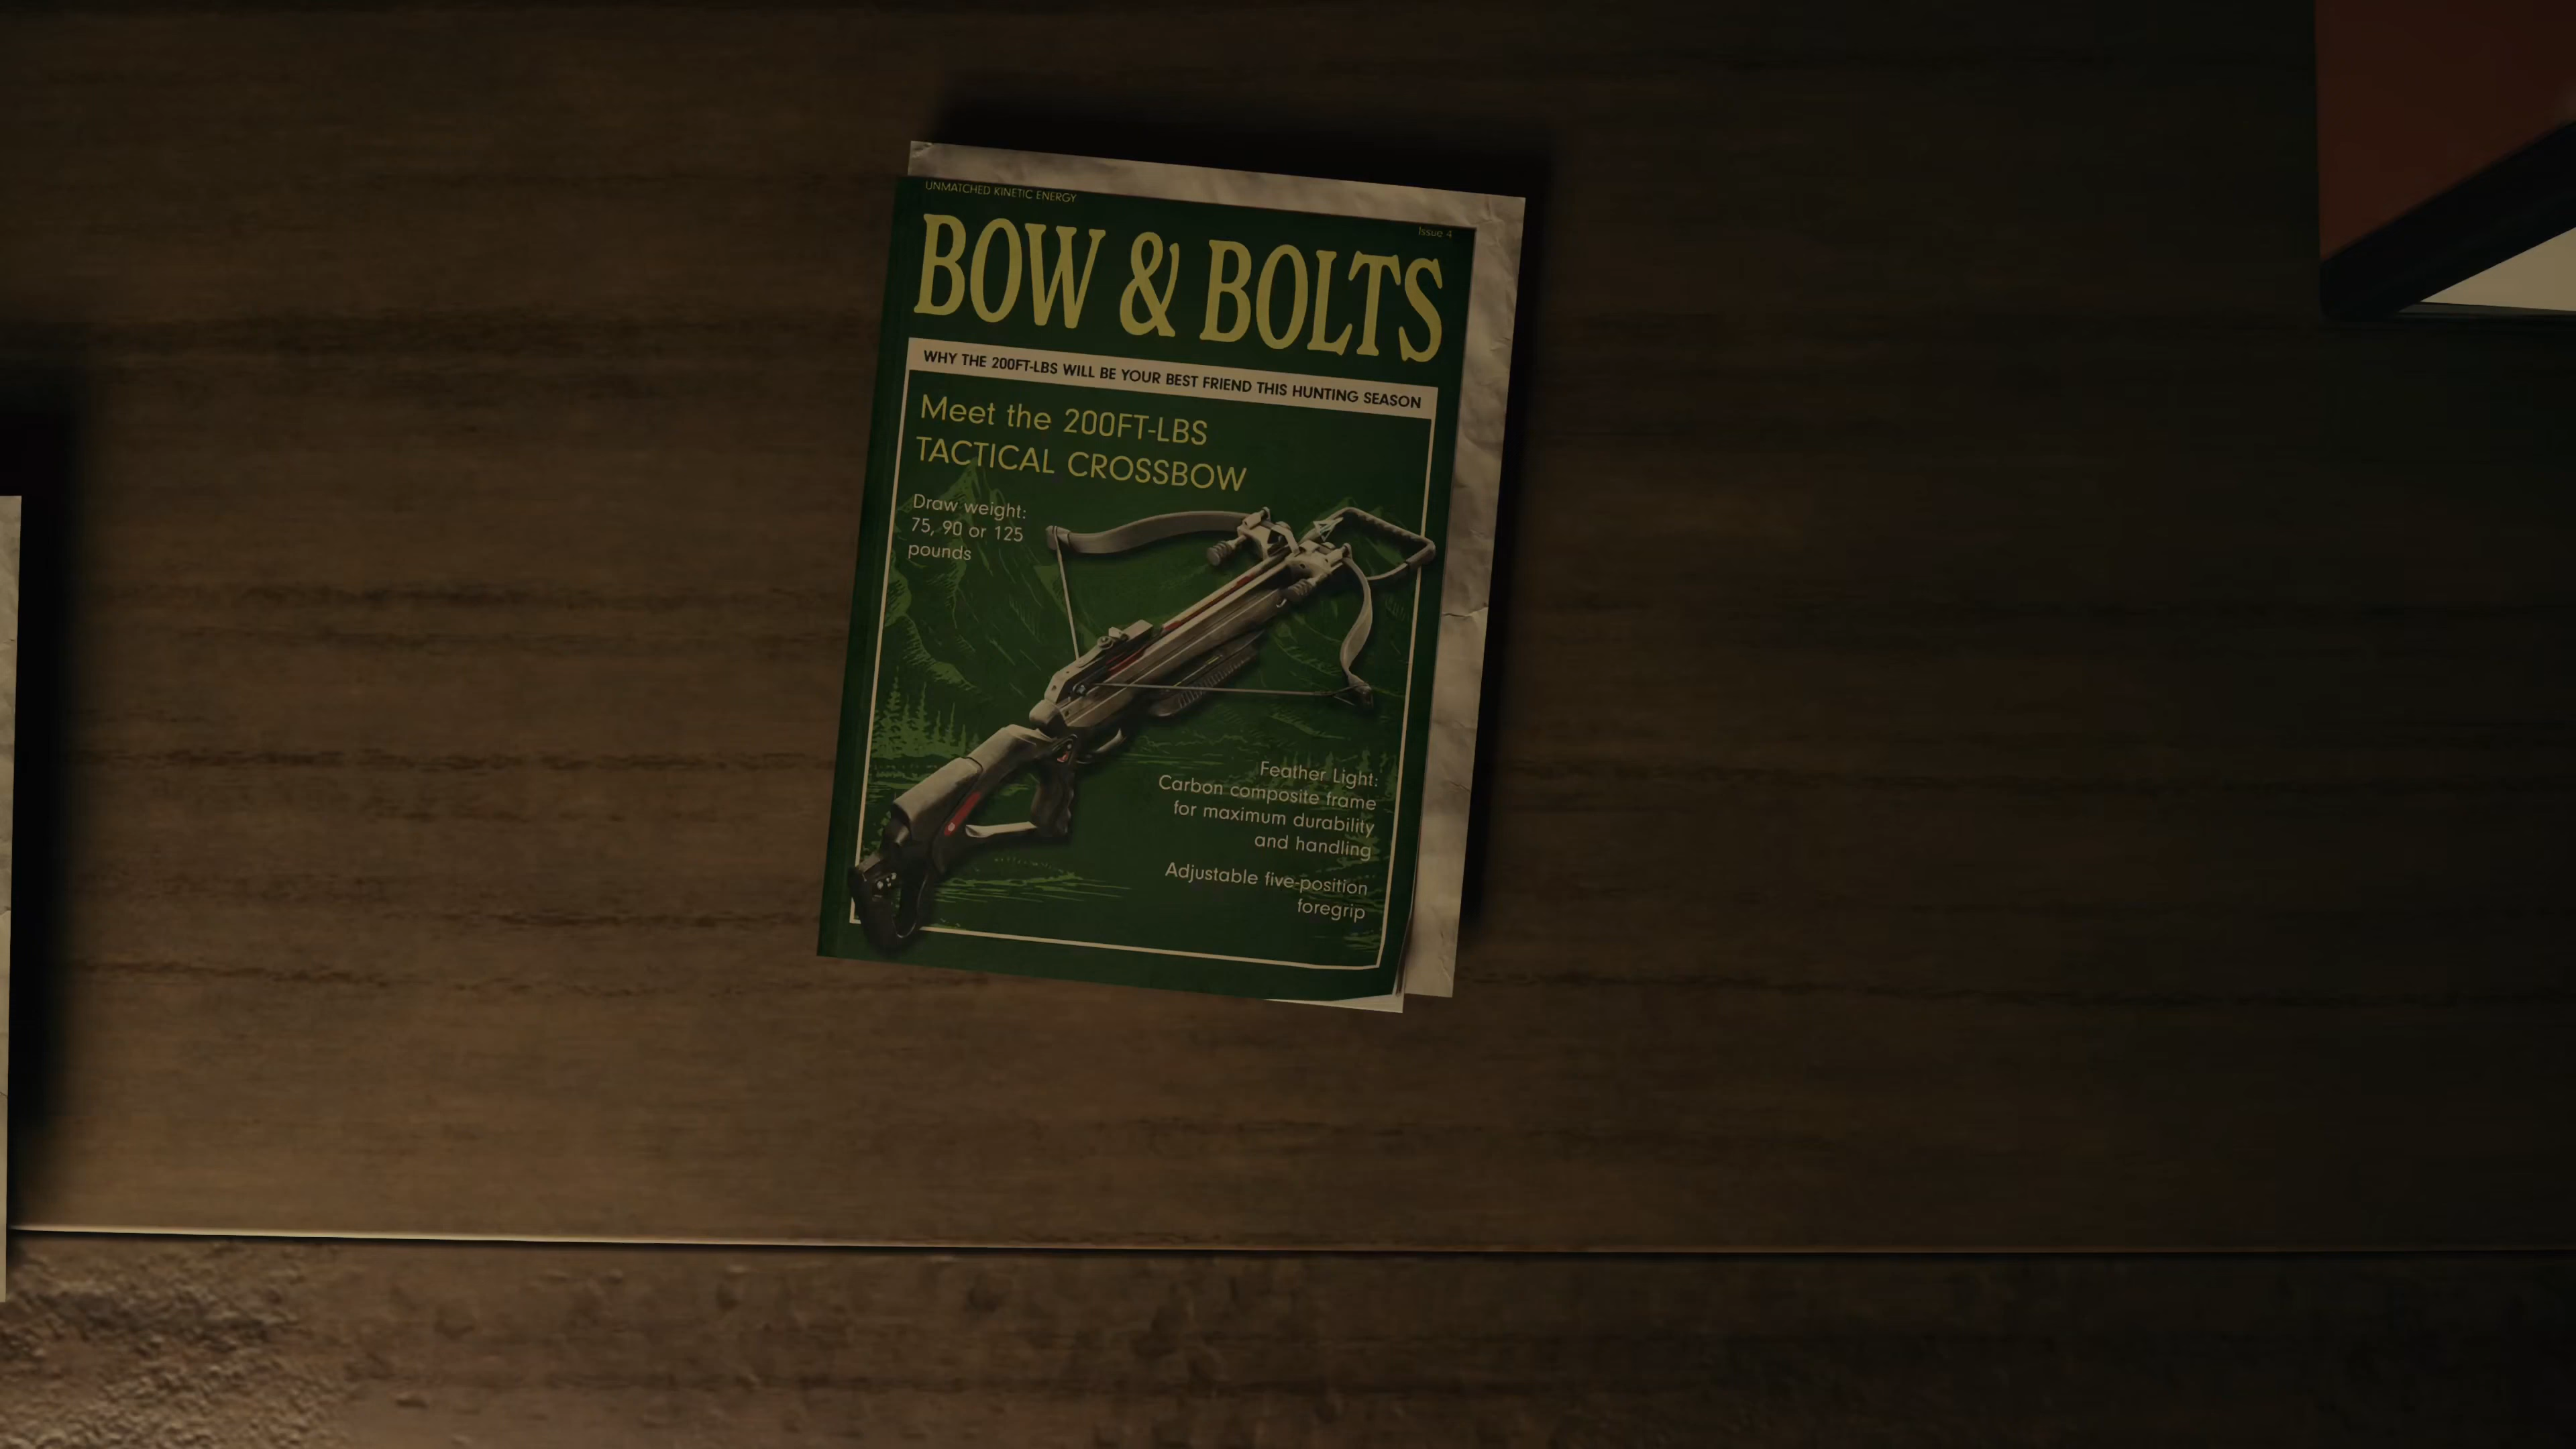 UNMATCHED KINETIC ENERGY
Issue 4
BOW & BOLTS
WHY THE 200FT-LBS WILL BE YOUR BEST FRIEND THIS HUNTING SEASON
Meet the 200FT-LBS
TACTICAL CROSSBOW
Draw weight:
75, 90 or 125
pounds
Feather Light:
Carbon composite frame
for maximum durability
and handling
Adjustable five-position
foregrip